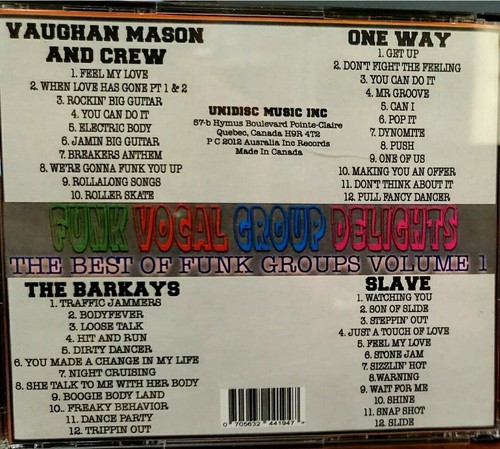 VAUGHAN MASON
AND CREW
1. FEEL MY LOVE
2. WHEN LOVE HAS GONE PT 1 & 2
3. ROCKIN' BIG GUITAR
4. YOU CAN DO IT
5. ELECTRIC BODY
6. JAMIN BIG GUITAR
7. BREAKERS ANTHEM
8. WE'RE GONNA FUNK YOU UP
9. ROLLALONG SONGS
10. ROLLER SKATE
UNIDISC MUSIC INC
57-b Hymus Boulevard Pointe-Claire
Quebec, Canada H9R 4T2
P C 2012 Ausralia Inc Records
Made In Canada
ONE WAY
1. GET UP
2. DON'T FIGHT THE FEELING
3. YOU CAN DO IT
4. MR GROOVE
5. CAN I
6. POP IT
7. DYNOMITE
8. PUSH
9. ONE OF US
10. MAKING YOU AN OFFER
11. DON'T THINK ABOUT IT
12. PULL FANCY DANCER
FUNK VOCAL GROUP DELIGHTS
THE BEST OF FUNK GROUPS VOLUME 1
THE BARKAYS
1. TRAFFIC JAMMERS
2. BODYFEVER
3. LOOSE TALK
4. HIT AND RUN
5. DIRTY DANCER
6. YOU MADE A CHANGE IN MY LIFE
7. NIGHT CRUISING
8. SHE TALK TO ME WITH HER BODY
9. BOOGIE BODY LAND
10.. FREAKY BEHAVIOR
11. DANCE PARTY
12. TRIPPIN OUT
0 705632 441947
SLAVE
1. WATCHING YOU
2. SON OF SLIDE
3. STEPPIN' OUT
4. JUST A TOUCH OF LOVE
5. FEEL MY LOVE
6. STONE JAM
7. SIZZLIN' HOT
8.WARNING
9. WAIT FOR ME
10. SHINE
11. SNAP SHOT
12. SLIDE